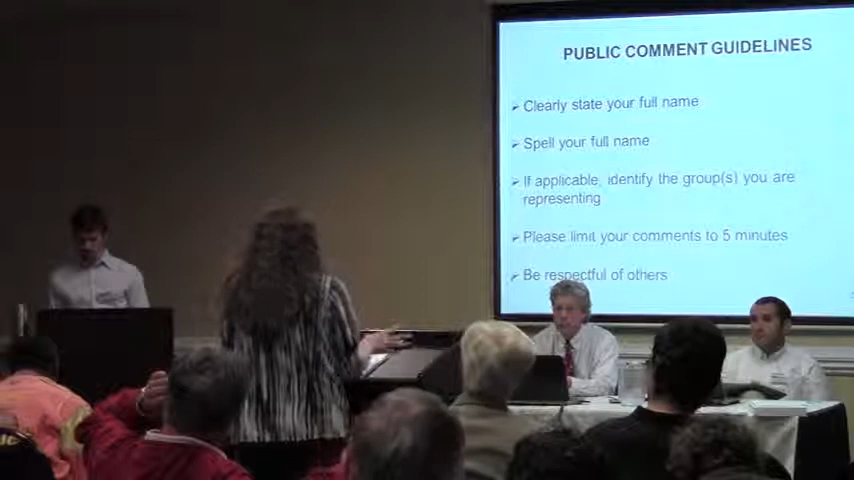 PUBLIC COMMENT GUIDELINES
➢ Clearly state your full name
➢ Spell your full name
➢ If applicable, identify the group(s) you are
representing
➢ Please limit your comments to 5 minutes
➢ Be respectful of others